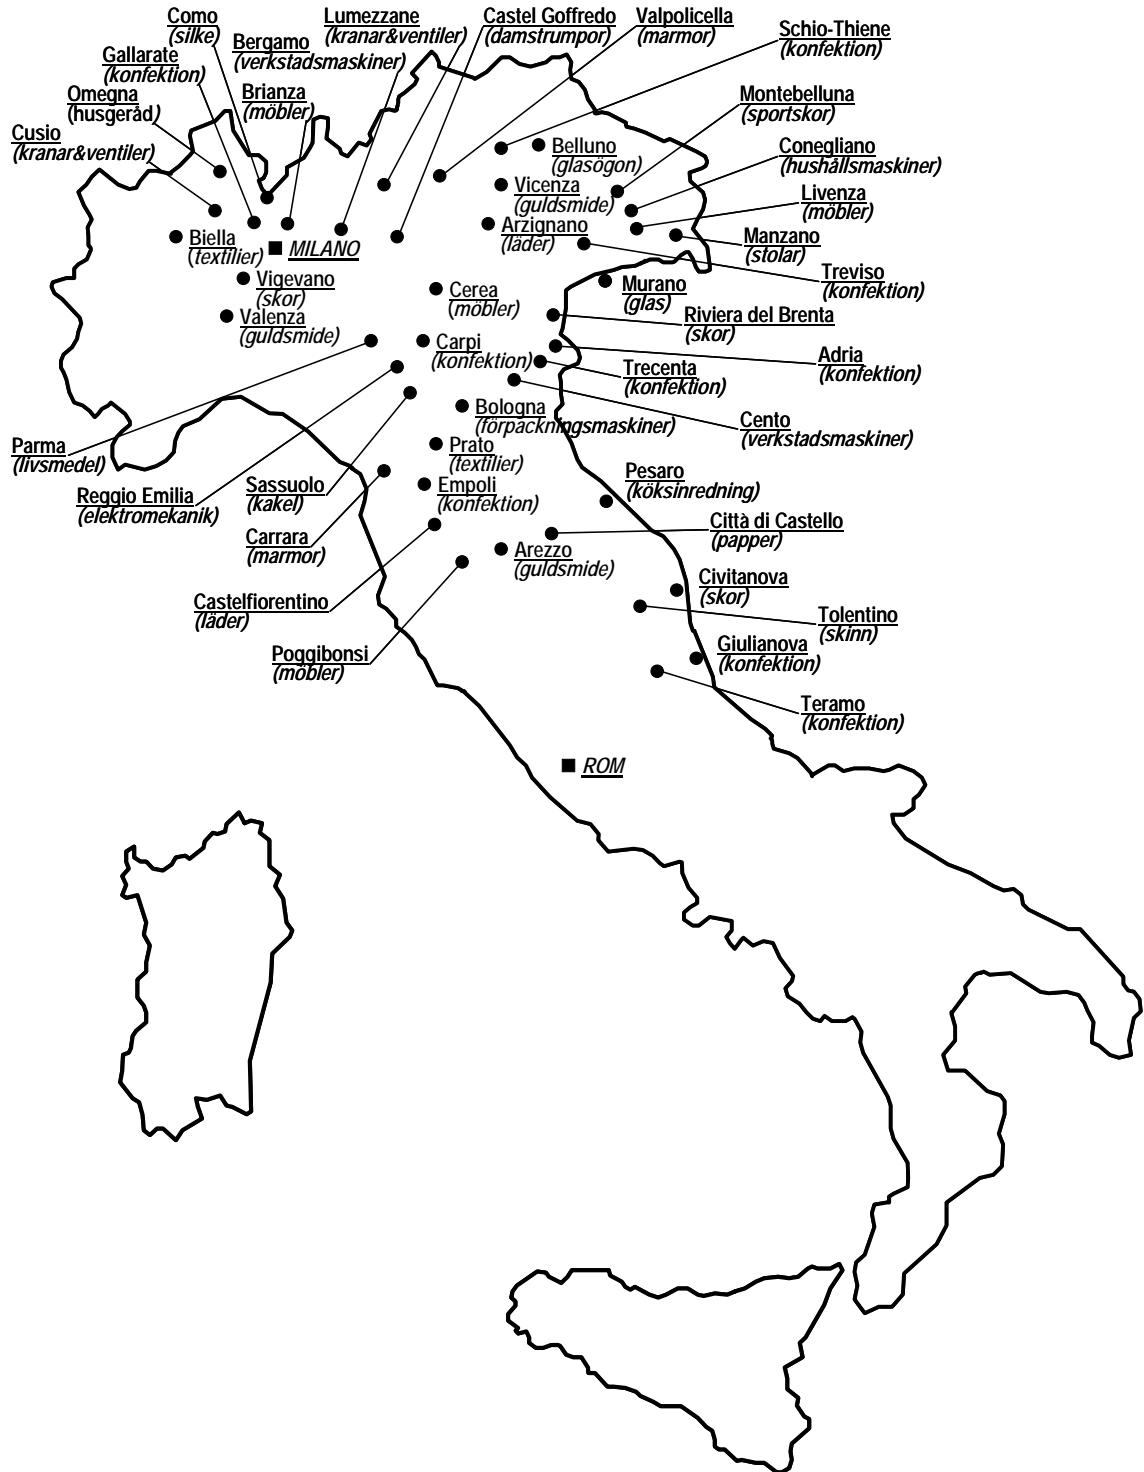 Como
(silke)
Lumezzane
(kranar&ventiler)
Castel Goffredo
(damstrumpor)
Valpolicella
(marmor)
Schio-Thiene
(konfektion)
Bergamo
(verkstadsmaskiner)
Gallarate
(konfektion)
Omegna
(husgeråd)
Brianza
(möbler)
Montebelluna
(sportskor)
Cusio
(kranar&ventiler)
Belluno
(glasögon)
Conegliano
(hushållsmaskiner)
Vicenza
(guldsmide)
Livenza
(möbler)
Arzignano
(läder)
Biella
(textilier)
MILANO
Manzano
(stolar)
Treviso
(konfektion)
Vigevano
(skor)
Cerea
(möbler)
Murano
(glas)
Valenza
(guldsmide)
Riviera del Brenta
(skor)
Carpi
(konfektion)
Adria
(konfektion)
Trecenta
(konfektion)
Bologna
(förpackningsmaskiner)
Cento
(verkstadsmaskiner)
Parma
(livsmedel)
Prato
(textilier)
Reggio Emilia
(elektromekanik)
Sassuolo
(kakel)
Empoli
(konfektion)
Pesaro
(köksinredning)
Carrara
(marmor)
Città di Castello
(papper)
Arezzo
(guldsmide)
Civitanova
(skor)
Castelfiorentino
(läder)
Tolentino
(skinn)
Poggibonsi
(möbler)
Giulianova
(konfektion)
Teramo
(konfektion)
ROM